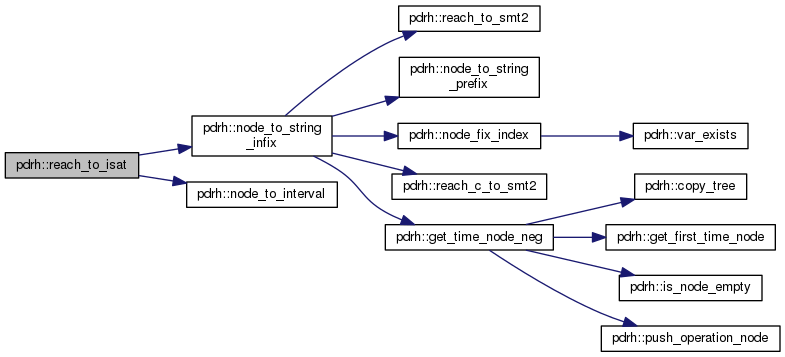 pdrh::reach_to_isat
pdrh::node_to_string
_infix
pdrh::node_to_interval
pdrh::reach_to_smt2
pdrh::node_to_string
_prefix
pdrh::node_fix_index
pdrh::reach_c_to_smt2
pdrh::get_time_node_neg
pdrh::var_exists
pdrh::copy_tree
pdrh::get_first_time_node
pdrh::is_node_empty
pdrh::push_operation_node